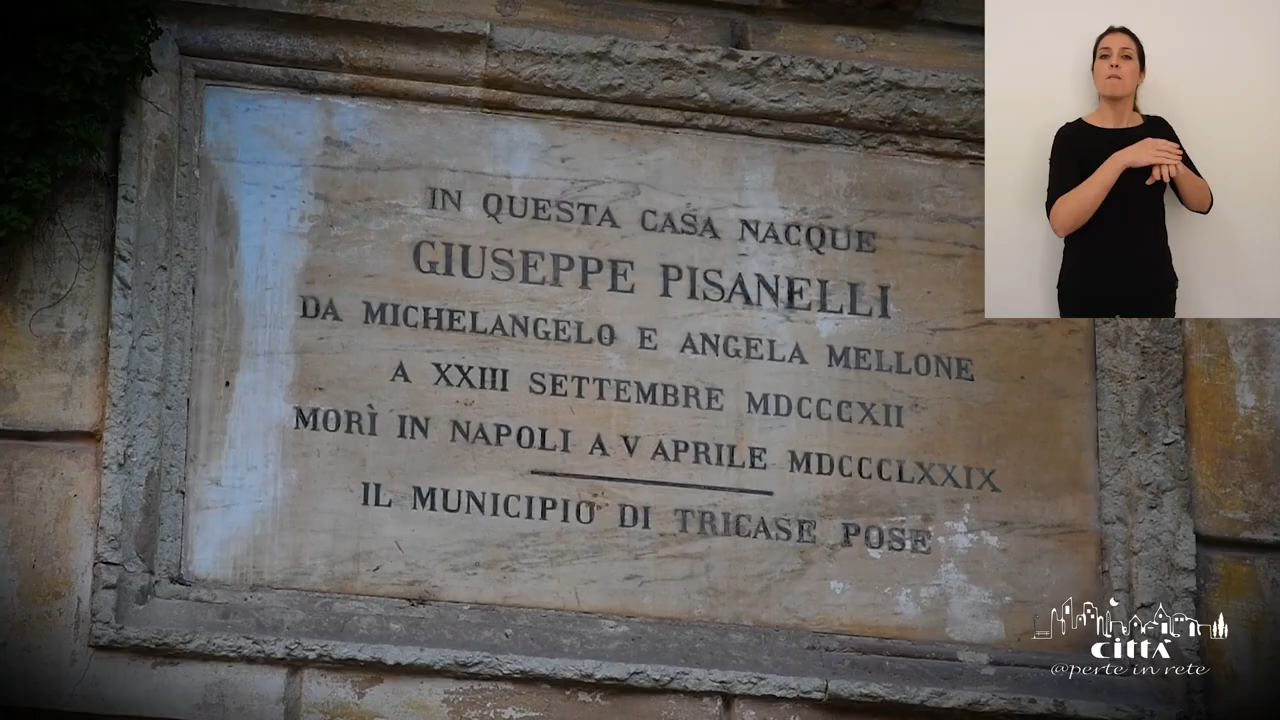 IN QUESTA CASA NACQUE
GIUSEPPE PISANELLI
DA MICHELANGELO E ANGELA MELLONE
A XXIII SETTEMBRE MDCCCXII
MORÌ IN NAPOLI A V APRILE MDCCCLXXIX
IL MUNICIPIO DI TRICASE POSE
CITTÀ
@perte in rete